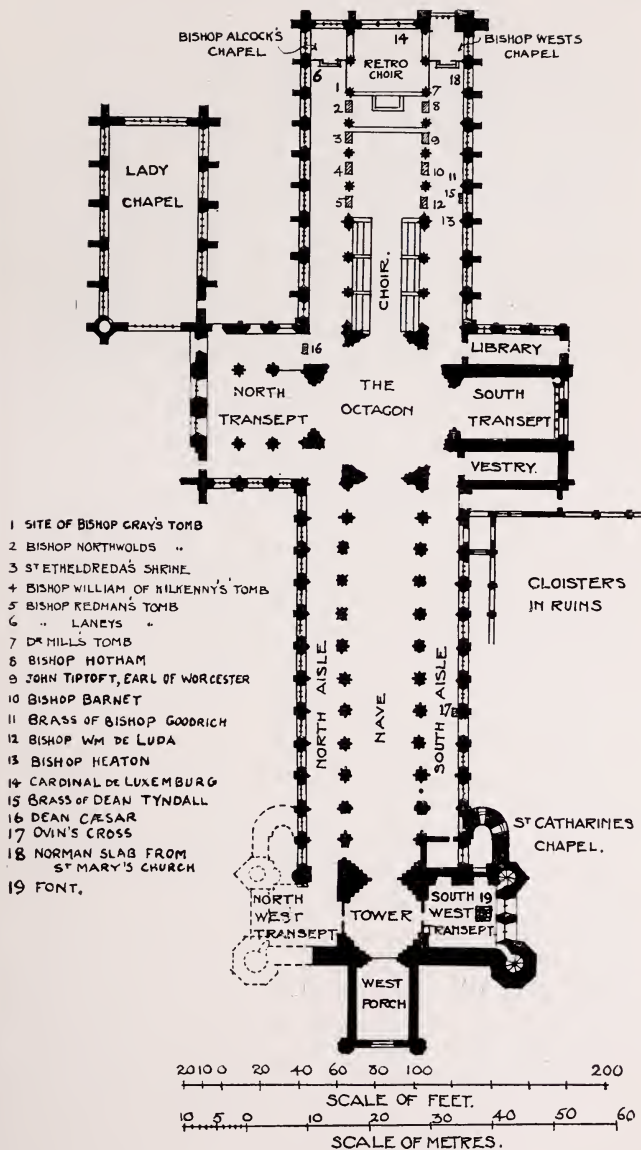 BISHOP ALCOCK'S
CHAPEL
BISHOP WESTS
CHAPEL
14
RETRO
CHOIR
6
18
1
7
2
8
3
9
4
10
11
15
5
12
13
LADY
CHAPEL
CHOIR.
16
LIBRARY
NORTH
TRANSEPT
THE
OCTAGON
SOUTH
TRANSEPT
VESTRY.
CLOISTERS
IN RUINS
NORTH AISLE
NAVE
SOUTH AISLE
17
1 SITE OF BISHOP GRAY'S TOMB
2 BISHOP NORTHWOLDS "
3 ST ETHELDREDA'S SHRINE
4 BISHOP WILLIAM OF KILKENNY'S TOMB
5 BISHOP REDMAN'S TOMB
6 " LANEYS "
7 DR MILL'S TOMB
8 BISHOP HOTHAM
9 JOHN TIPTOFT, EARL OF WORCESTER
10 BISHOP BARNET
11 BRASS OF BISHOP GOODRICH
12 BISHOP WM DE LUDA
13 BISHOP HEATON
14 CARDINAL DE LUXEMBURG
15 BRASS OF DEAN TYNDALL
16 DEAN CÆSAR
17 OVIN'S CROSS
18 NORMAN SLAB FROM
ST MARY'S CHURCH
19 FONT.
ST CATHARINES
CHAPEL.
NORTH
WEST
TRANSEPT
TOWER
SOUTH 19
WEST
TRANSEPT
WEST
PORCH
20 10 0 20 40 60 80 100 200
SCALE OF FEET.
10 5 0 10 20 30 40 50 60
SCALE OF METRES.